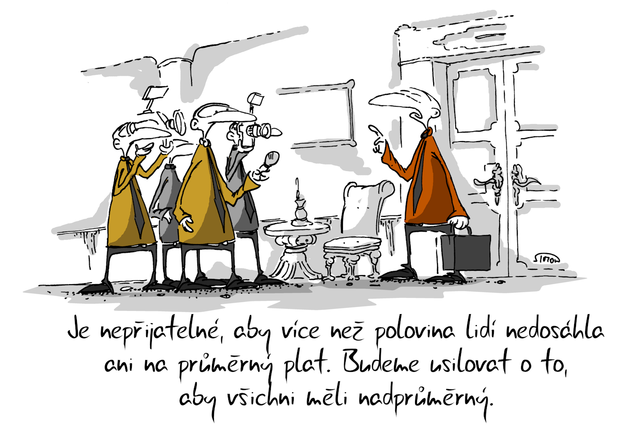 Je nepřijatelné, aby více než polovina lidí nedosáhla
ani na průměrný plat. Budeme usilovat o to,
aby všichni měli nadprůměrný.